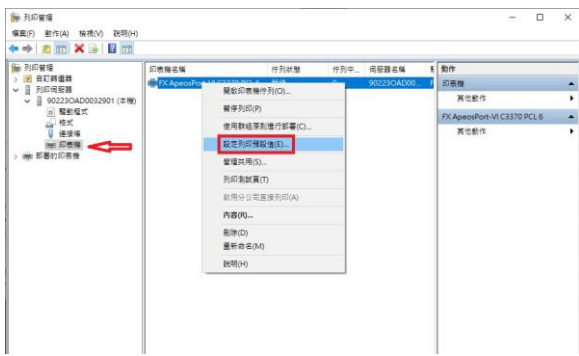 列印管理
檔案(F) 動作(A) 檢視(V) 說明(H)
列印管理
自訂篩選器
列印伺服器
90223OAD0032901 (本機)
驅動程式
格式
連接埠
印表機
部署的印表機
印表機名稱 佇列狀態 佇列中... 伺服器名稱
FX ApeosPort-VI C3370 PCL 6 90223OAD00...
開啟印表機佇列(O)...
暫停列印(P)
使用群組原則進行部署(C)...
設定列印預設值(E)...
管理共用(S)...
列印測試頁(T)
啟用分公司直接列印(A)
內容(R)...
刪除(D)
重新命名(M)
說明(H)
動作
印表機
其他動作
FX ApeosPort-VI C3370 PCL 6
其他動作